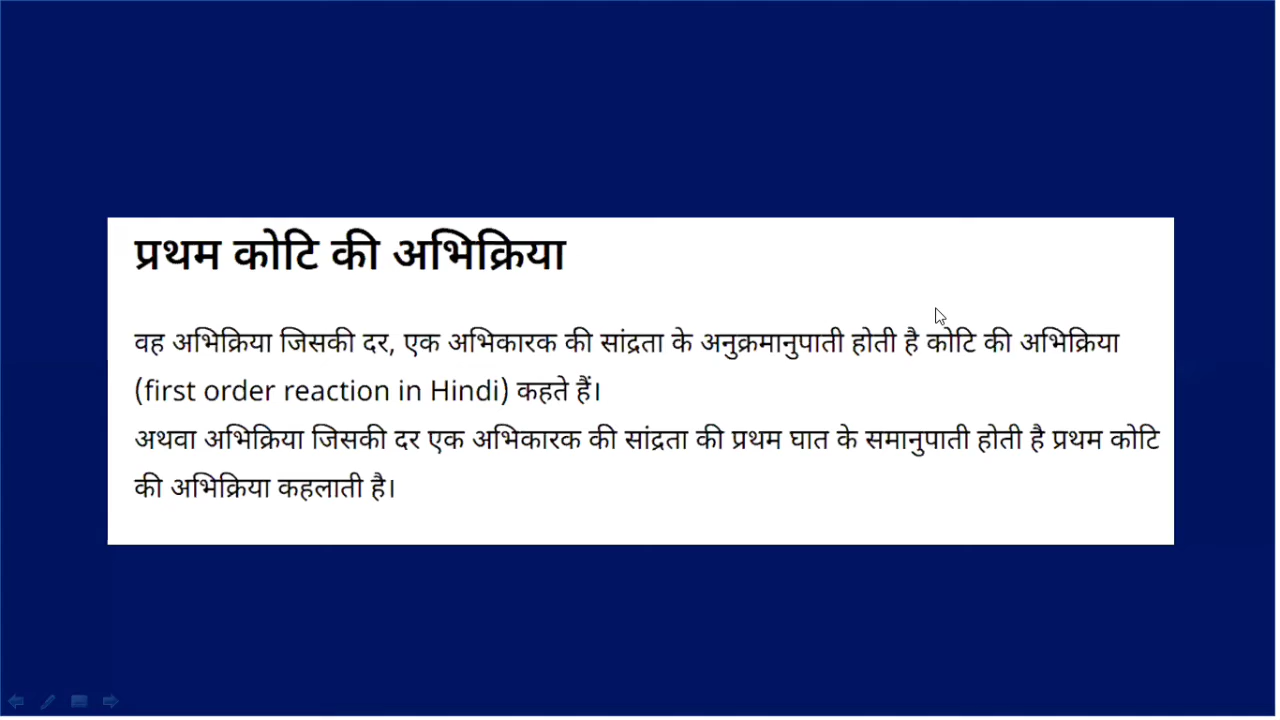 प्रथम कोटि की अभिक्रिया
वह अभिक्रिया जिसकी दर, एक अभिकारक की सांद्रता के अनुक्रमानुपाती होती है कोटि की अभिक्रिया
(first order reaction in Hindi) कहते हैं।
अथवा अभिक्रिया जिसकी दर एक अभिकारक की सांद्रता की प्रथम घात के समानुपाती होती है प्रथम कोटि
की अभिक्रिया कहलाती है।